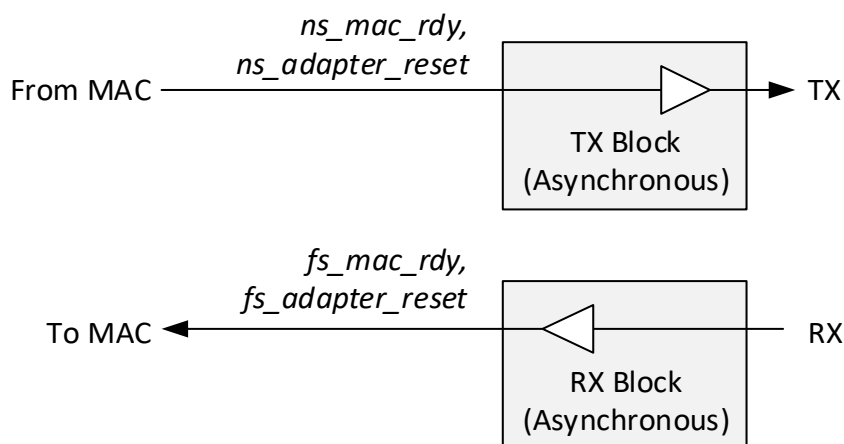 ns_mac_rdy,
ns_adapter_reset
From MAC
TX
TX Block
(Asynchronous)
fs_mac_rdy,
fs_adapter_reset
To MAC
RX
RX Block
(Asynchronous)